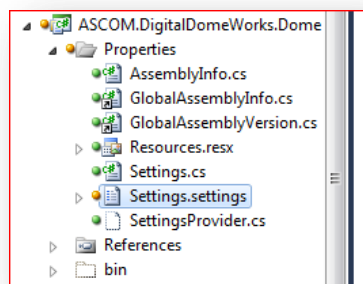 ASCOM.DigitalDomeWorks.Dome
Properties
AssemblyInfo.cs
GlobalAssemblyInfo.cs
GlobalAssemblyVersion.cs
Resources.resx
Settings.cs
Settings.settings
SettingsProvider.cs
References
bin